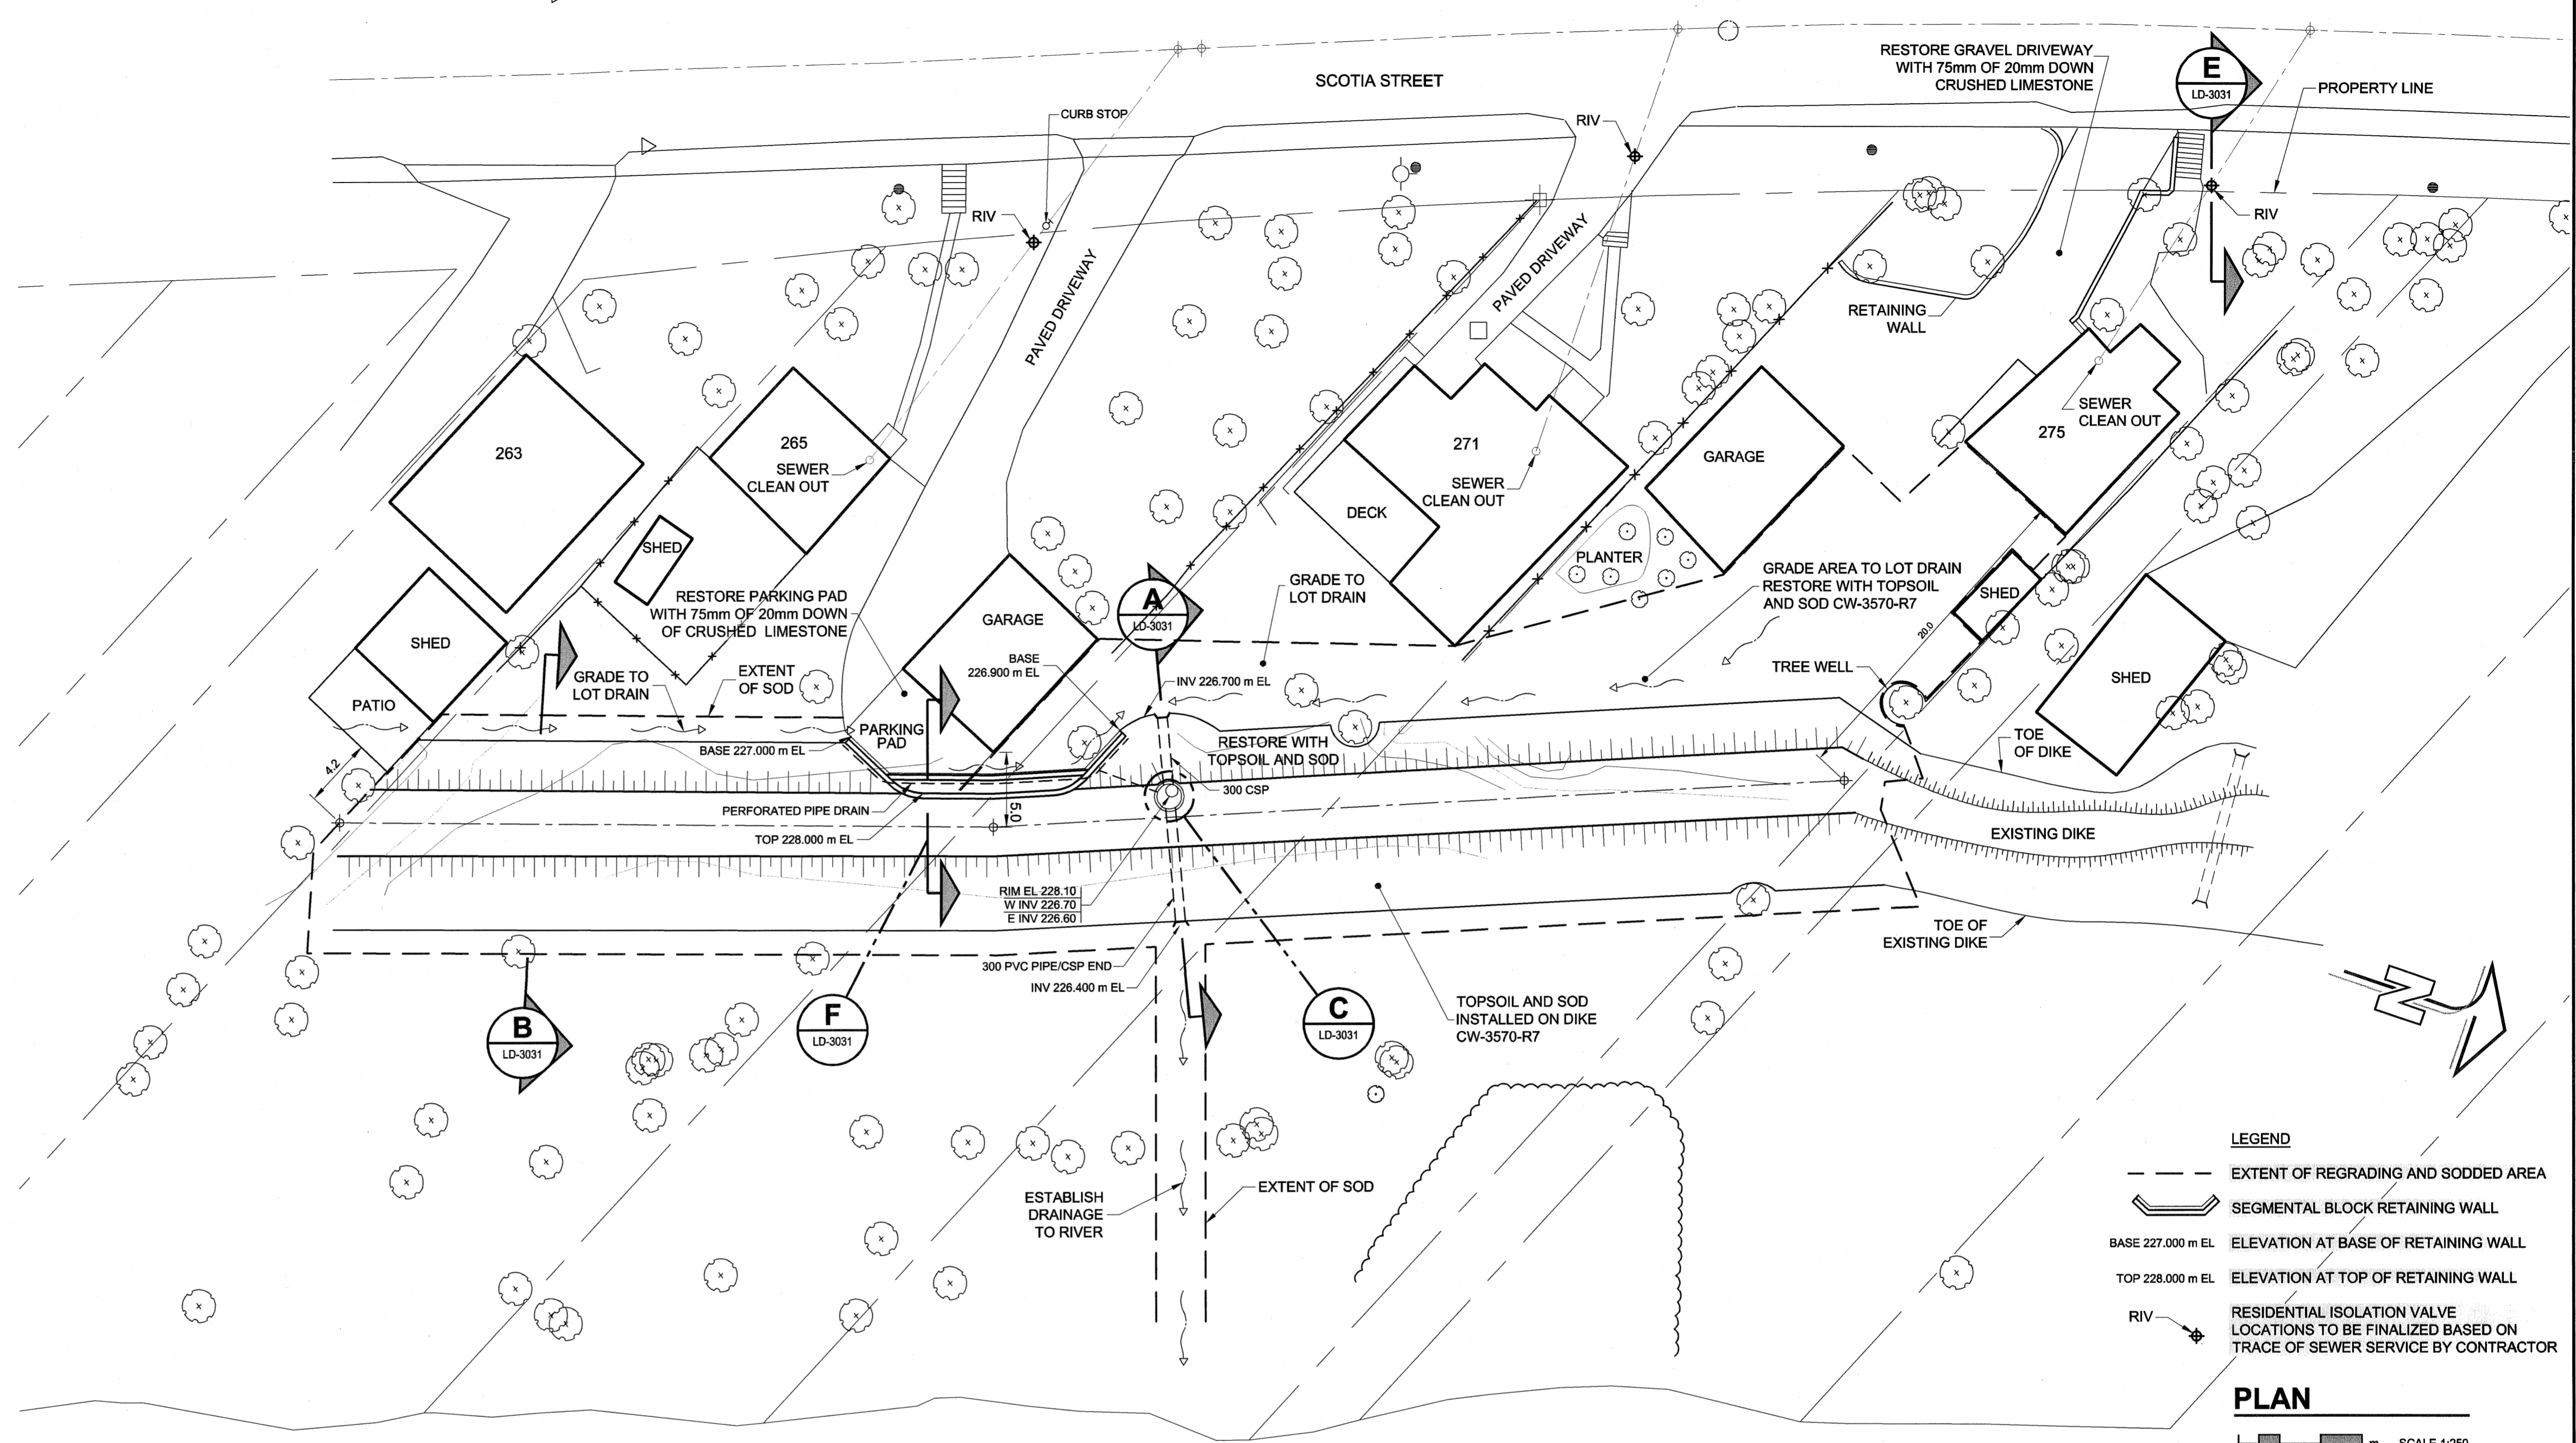 SCOTIA STREET
RESTORE GRAVEL DRIVEWAY
WITH 75mm OF 20mm DOWN
CRUSHED LIMESTONE
E
LD-3031
PROPERTY LINE
CURB STOP
RIV
RIV
RIV
PAVED DRIVEWAY
PAVED DRIVEWAY
RETAINING
WALL
263
265
SEWER
CLEAN OUT
271
SEWER
CLEAN OUT
DECK
GARAGE
275
SEWER
CLEAN OUT
SHED
PLANTER
RESTORE PARKING PAD
WITH 75mm OF 20mm DOWN
OF CRUSHED LIMESTONE
GARAGE
A
LD-3031
GRADE TO
LOT DRAIN
GRADE AREA TO LOT DRAIN
RESTORE WITH TOPSOIL
AND SOD CW-3570-R7
SHED
20.0
SHED
PATIO
GRADE TO
LOT DRAIN
EXTENT
OF SOD
BASE
226.900 m EL
INV 226.700 m EL
TREE WELL
SHED
TOE
OF DIKE
4.2
PARKING
PAD
BASE 227.000 m EL
RESTORE WITH
TOPSOIL AND SOD
300 CSP
PERFORATED PIPE DRAIN
5.0
TOP 228.000 m EL
EXISTING DIKE
RIM EL 228.10
W INV 226.70
E INV 226.60
TOE OF
EXISTING DIKE
300 PVC PIPE/CSP END
INV 226.400 m EL
B
LD-3031
F
LD-3031
C
LD-3031
TOPSOIL AND SOD
INSTALLED ON DIKE
CW-3570-R7
N
ESTABLISH
DRAINAGE
TO RIVER
EXTENT OF SOD
LEGEND
EXTENT OF REGRADING AND SODDED AREA
SEGMENTAL BLOCK RETAINING WALL
BASE 227.000 m EL ELEVATION AT BASE OF RETAINING WALL
TOP 228.000 m EL ELEVATION AT TOP OF RETAINING WALL
RIV RESIDENTIAL ISOLATION VALVE
LOCATIONS TO BE FINALIZED BASED ON
TRACE OF SEWER SERVICE BY CONTRACTOR
PLAN
m SCALE 1:250